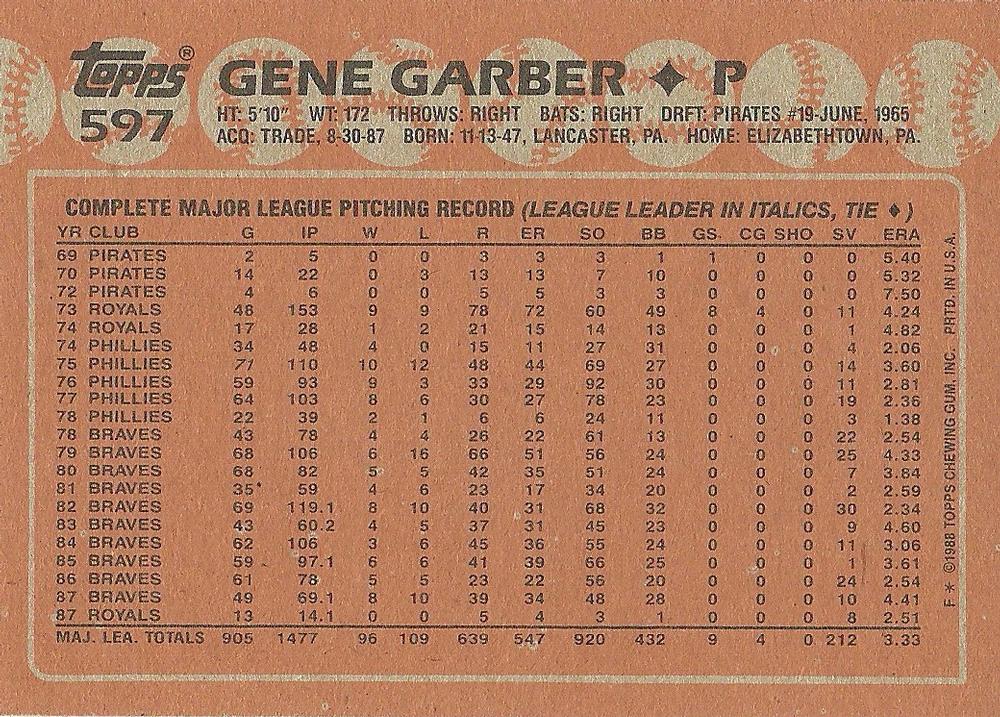 Topps®
597
GENE GARBER ✦ P
HT: 5'10" WT: 172 THROWS: RIGHT BATS: RIGHT DRFT: PIRATES #19-JUNE, 1965
ACQ: TRADE, 8-30-87 BORN: 11-13-47, LANCASTER, PA. HOME: ELIZABETHTOWN, PA.
COMPLETE MAJOR LEAGUE PITCHING RECORD (LEAGUE LEADER IN ITALICS, TIE ♦)
YR CLUB G IP W L R ER SO BB GS CG SHO SV ERA
69 PIRATES 2 5 0 0 3 3 3 1 1 0 0 0 5.40
70 PIRATES 14 22 0 3 13 13 7 10 0 0 0 0 5.32
72 PIRATES 4 6 0 0 5 5 3 3 0 0 0 0 7.50
73 ROYALS 48 153 9 9 78 72 60 49 8 4 0 11 4.24
74 ROYALS 17 28 1 2 21 15 14 13 0 0 0 1 4.82
74 PHILLIES 34 48 4 0 15 11 27 31 0 0 0 4 2.06
75 PHILLIES 71 110 10 12 48 44 69 27 0 0 0 14 3.60
76 PHILLIES 59 93 9 3 33 29 92 30 0 0 0 11 2.81
77 PHILLIES 64 103 8 6 30 27 78 23 0 0 0 19 2.36
78 PHILLIES 22 39 2 1 6 6 24 11 0 0 0 3 1.38
78 BRAVES 43 78 4 4 26 22 61 13 0 0 0 22 2.54
79 BRAVES 68 106 6 16 66 51 56 24 0 0 0 25 4.33
80 BRAVES 68 82 5 5 42 35 51 24 0 0 0 7 3.84
81 BRAVES 35* 59 4 6 23 17 34 20 0 0 0 2 2.59
82 BRAVES 69 119.1 8 10 40 31 68 32 0 0 0 30 2.34
83 BRAVES 43 60.2 4 5 37 31 45 23 0 0 0 9 4.60
84 BRAVES 62 106 3 6 45 36 55 24 0 0 0 11 3.06
85 BRAVES 59 97.1 6 6 41 39 66 25 0 0 0 1 3.61
86 BRAVES 61 78 5 5 23 22 56 20 0 0 0 24 2.54
87 BRAVES 49 69.1 8 10 39 34 48 28 0 0 0 10 4.41
87 ROYALS 13 14.1 0 0 5 4 3 1 0 0 0 8 2.51
MAJ. LEA. TOTALS 905 1477 96 109 639 547 920 432 9 4 0 212 3.33
F * ©1988 TOPPS CHEWING GUM, INC. PRTD. IN U.S.A.